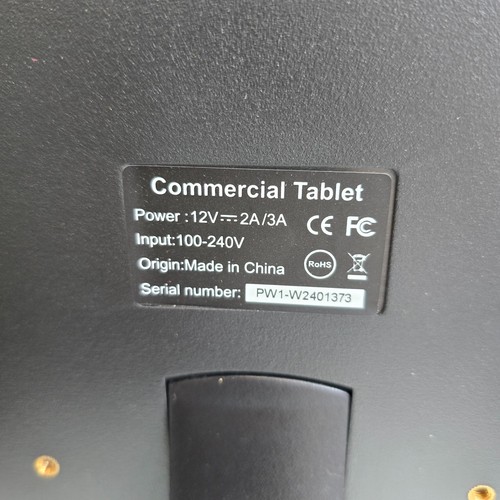 Commercial Tablet
Power :12V⎓2A/3A
Input:100-240V
CE FC
Origin:Made in China
RoHS
Serial number: PW1-W2401373